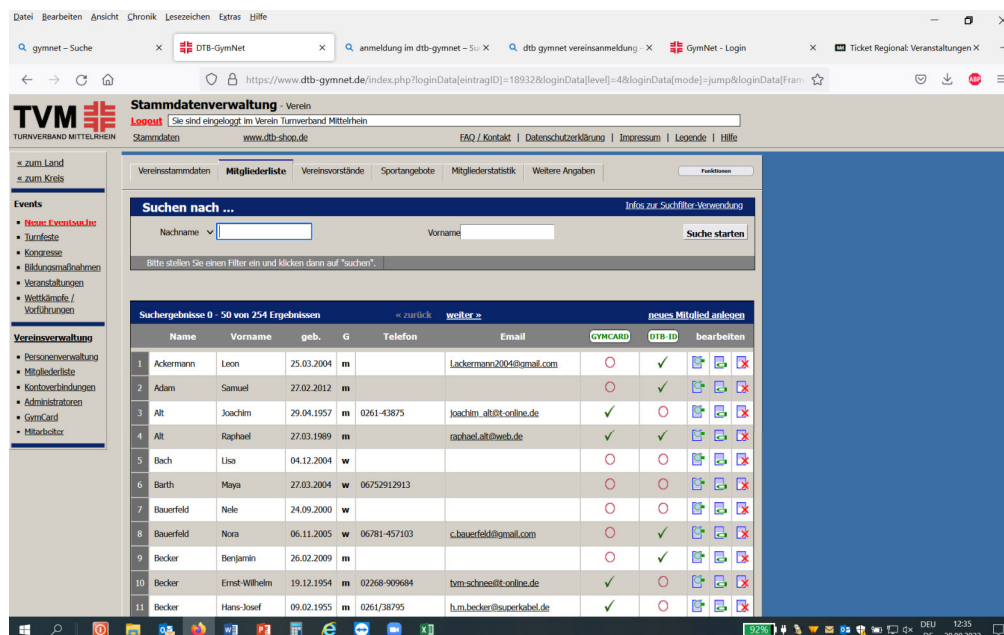 Datei Bearbeiten Ansicht Chronik Lesezeichen Extras Hilfe
gymnet – Suche
DTB-GymNet
anmeldung im dtb-gymnet – Su
dtb gymnet vereinsanmeldung
GymNet - Login
Ticket Regional: Veranstaltungen
https://www.dtb-gymnet.de/index.php?loginData[eintragID]=18932&loginData[level]=4&loginData[mode]=jump&loginData[Fram
ABP
TVM
TURNVERBAND MITTELRHEIN
Stammdatenverwaltung - Verein
Logout Sie sind eingeloggt im Verein Turnverband Mittelrhein
Stammdaten www.dtb-shop.de FAQ / Kontakt | Datenschutzerklärung | Impressum | Legende | Hilfe
« zum Land
« zum Kreis
Events
Neue Eventsuche
Turnfeste
Kongresse
Bildungsmaßnahmen
Veranstaltungen
Wettkämpfe /
Vorführungen
Vereinsverwaltung
Personenverwaltung
Mitgliederliste
Kontoverbindungen
Administratoren
GymCard
Mitarbeiter
Vereinsstammdaten Mitgliederliste Vereinsvorstände Sportangebote Mitgliederstatistik Weitere Angaben Funktionen
Suchen nach ... Infos zur Suchfilter-Verwendung
Nachname Vorname Suche starten
Bitte stellen Sie einen Filter ein und klicken dann auf "suchen".
Suchergebnisse 0 - 50 von 254 Ergebnissen « zurück weiter » neues Mitglied anlegen
Name Vorname geb. G Telefon Email GYMCARD DTB-ID bearbeiten
1 Ackermann Leon 25.03.2004 m l.ackermann2004@gmail.com
2 Adam Samuel 27.02.2012 m
3 Alt Joachim 29.04.1957 m 0261-43875 joachim_alt@t-online.de
4 Alt Raphael 27.03.1989 m raphael.alt@web.de
5 Bach Lisa 04.12.2004 w
6 Barth Maya 27.03.2004 w 06752912913
7 Bauerfeld Nele 24.09.2000 w
8 Bauerfeld Nora 06.11.2005 w 06781-457103 c.bauerfeld@gmail.com
9 Becker Benjamin 26.02.2009 m
10 Becker Ernst-Wilhelm 19.12.1954 m 02268-909684 tvm-schnee@t-online.de
11 Becker Hans-Josef 09.02.1955 m 0261/38795 h.m.becker@superkabel.de
92% DEU 12:35